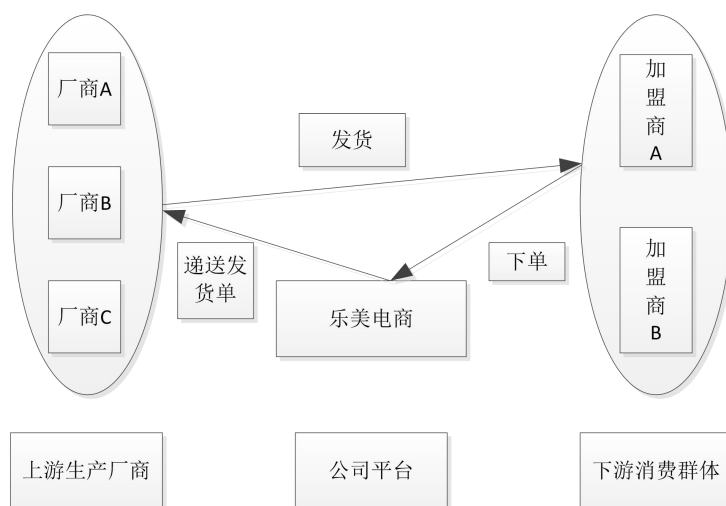 厂商A
厂商B
厂商C
发货
递送发
货单
乐美电商
下单
加
盟
商
A
加
盟
商
B
上游生产厂商
公司平台
下游消费群体